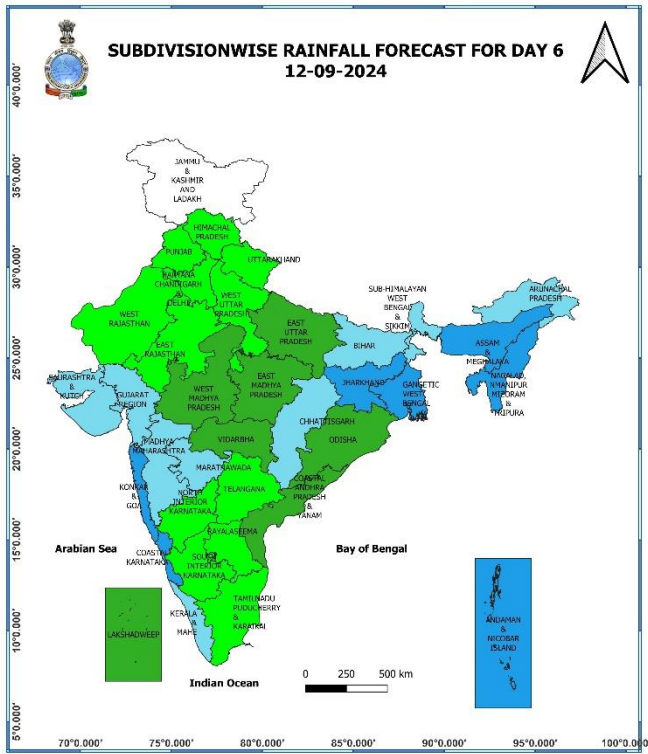 SUBDIVISIONWISE RAINFALL FORECAST FOR DAY 6
12-09-2024
40°0.000'
35°0.000'
30°0.000'
25°0.000'
20°0.000'
15°0.000'
10°0.000'
5°0.000'
JAMMU
&
KASHMIR
AND
LADAKH
HIMACHAL
PRADESH
PUNJAB
UTTARAKHAND
HARYANA
CHANDIGARH
&
DELHI
WEST
UTTAR
PRADESH
WEST
RAJASTHAN
EAST
RAJASTHAN
EAST
UTTAR
PRADESH
SUB-HIMALAYAN
WEST
BENGAL
&
SIKKIM
ARUNACHAL
PRADESH
BIHAR
ASSAM
&
MEGHALAYA
NAGALAD,
NMANIPUR
MIZORAM
&
TRIPURA
SAURASHTRA
&
KUTCH
GUJARAT
REGION
WEST
MADHYA
PRADESH
EAST
MADHYA
PRADESH
JHARKHAND
GANGETIC
WEST
BENGAL
CHHATTISGARH
ODISHA
MADHYA
MAHARASHTRA
VIDARBHA
MARATHAWADA
KONKAN
&
GOA
NORTH
INTERIOR
KARNATAKA
TELANGANA
COASTAL
ANDHRA
PRADESH
&
YANAM
RAYALASEEMA
Arabian Sea
Bay of Bengal
COASTAL
KARNATAKA
SOUTH
INTERIOR
KARNATAKA
TAMILNADU
PUDUCHERRY
&
KARAIKAL
KERALA
&
MAHE
LAKSHADWEEP
ANDAMAN
&
NICOBAR
ISLAND
Indian Ocean
0 250 500 km
70°0.000' 75°0.000' 80°0.000' 85°0.000' 90°0.000' 95°0.000' 100°0.000'